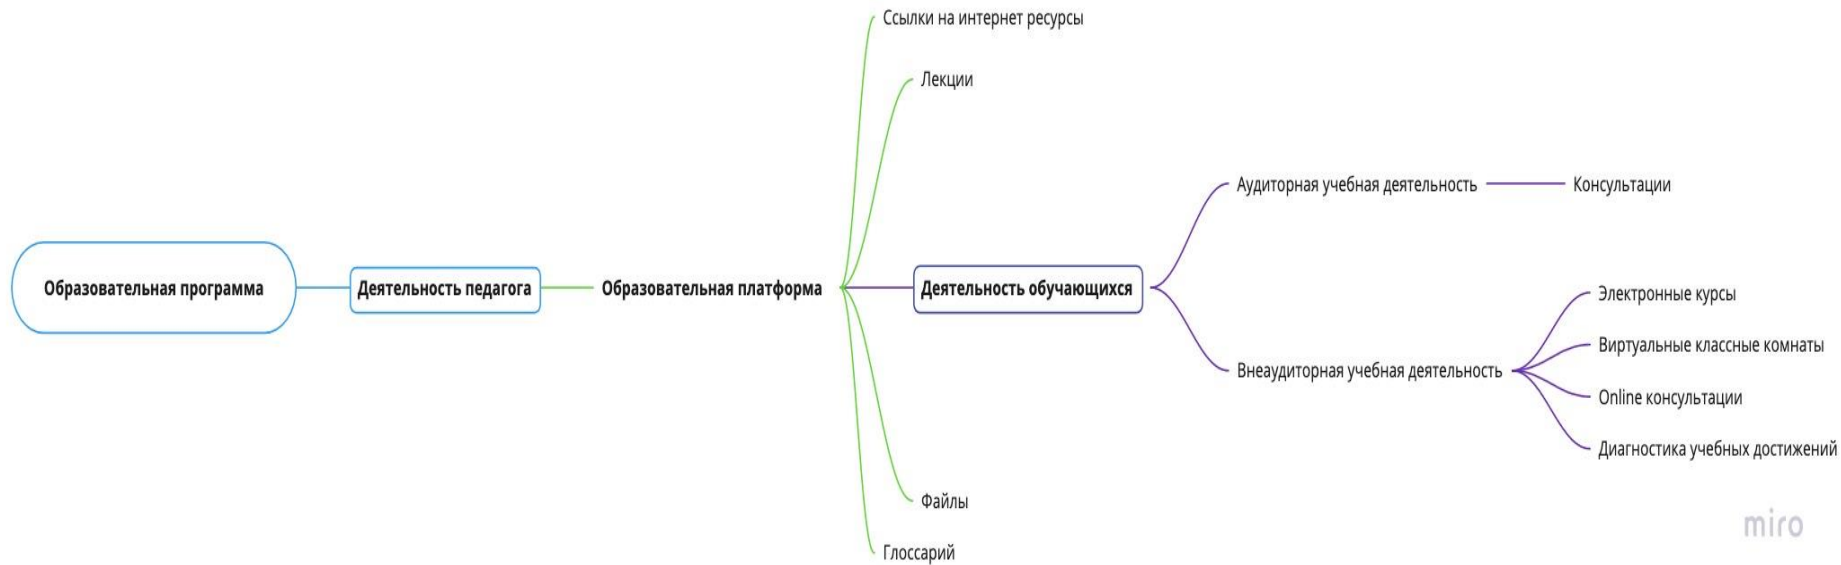 Ссылки на интернет ресурсы
Лекции
Аудиторная учебная деятельность
Консультации
Образовательная программа
Деятельность педагога
Образовательная платформа
Деятельность обучающихся
Электронные курсы
Виртуальные классные комнаты
Внеаудиторная учебная деятельность
Online консультации
Диагностика учебных достижений
Файлы
Глоссарий
miro